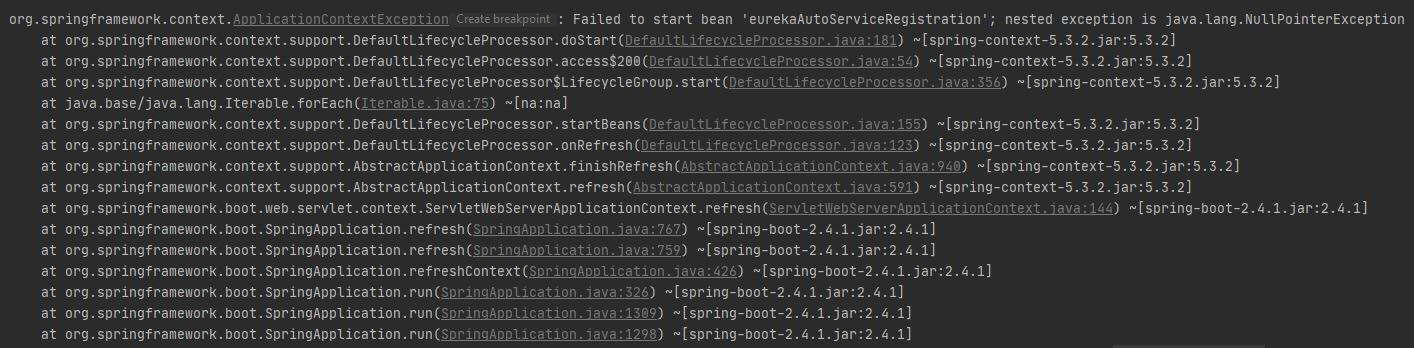 org.springframework.context.ApplicationContextException Create breakpoint : Failed to start bean 'eurekaAutoServiceRegistration'; nested exception is java.lang.NullPointerException
at org.springframework.context.support.DefaultLifecycleProcessor.doStart(DefaultLifecycleProcessor.java:181) ~[spring-context-5.3.2.jar:5.3.2]
at org.springframework.context.support.DefaultLifecycleProcessor.access$200(DefaultLifecycleProcessor.java:54) ~[spring-context-5.3.2.jar:5.3.2]
at org.springframework.context.support.DefaultLifecycleProcessor$LifecycleGroup.start(DefaultLifecycleProcessor.java:356) ~[spring-context-5.3.2.jar:5.3.2]
at java.base/java.lang.Iterable.forEach(Iterable.java:75) ~[na:na]
at org.springframework.context.support.DefaultLifecycleProcessor.startBeans(DefaultLifecycleProcessor.java:155) ~[spring-context-5.3.2.jar:5.3.2]
at org.springframework.context.support.DefaultLifecycleProcessor.onRefresh(DefaultLifecycleProcessor.java:123) ~[spring-context-5.3.2.jar:5.3.2]
at org.springframework.context.support.AbstractApplicationContext.finishRefresh(AbstractApplicationContext.java:940) ~[spring-context-5.3.2.jar:5.3.2]
at org.springframework.context.support.AbstractApplicationContext.refresh(AbstractApplicationContext.java:591) ~[spring-context-5.3.2.jar:5.3.2]
at org.springframework.boot.web.servlet.context.ServletWebServerApplicationContext.refresh(ServletWebServerApplicationContext.java:144) ~[spring-boot-2.4.1.jar:2.4.1]
at org.springframework.boot.SpringApplication.refresh(SpringApplication.java:767) ~[spring-boot-2.4.1.jar:2.4.1]
at org.springframework.boot.SpringApplication.refresh(SpringApplication.java:759) ~[spring-boot-2.4.1.jar:2.4.1]
at org.springframework.boot.SpringApplication.refreshContext(SpringApplication.java:426) ~[spring-boot-2.4.1.jar:2.4.1]
at org.springframework.boot.SpringApplication.run(SpringApplication.java:326) ~[spring-boot-2.4.1.jar:2.4.1]
at org.springframework.boot.SpringApplication.run(SpringApplication.java:1309) ~[spring-boot-2.4.1.jar:2.4.1]
at org.springframework.boot.SpringApplication.run(SpringApplication.java:1298) ~[spring-boot-2.4.1.jar:2.4.1]